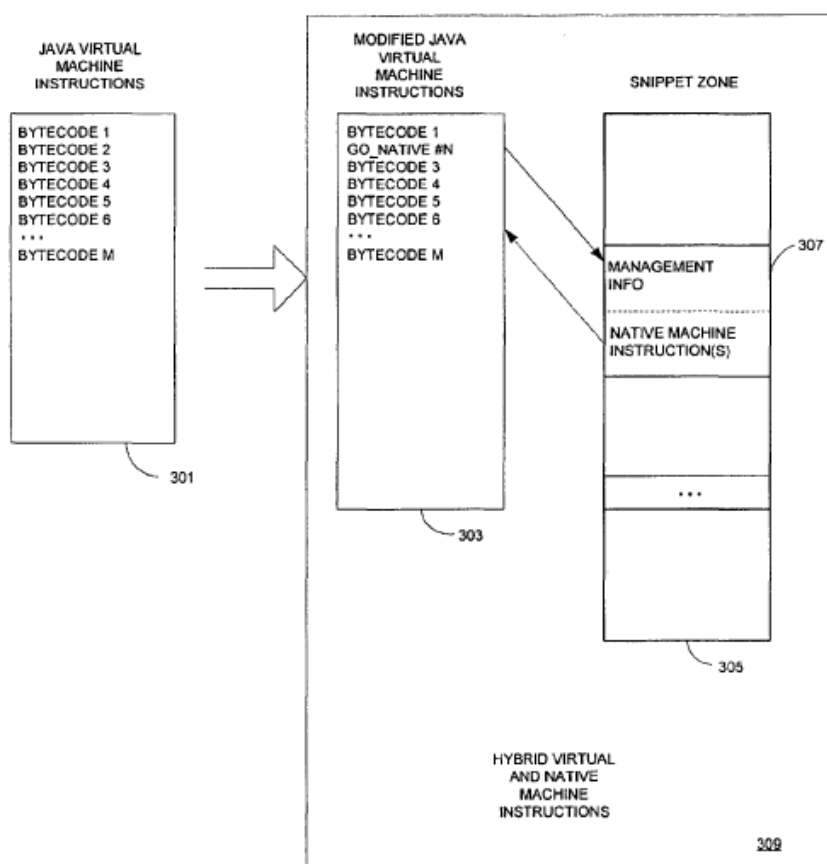 JAVA VIRTUAL
MACHINE
INSTRUCTIONS
BYTECODE 1
BYTECODE 2
BYTECODE 3
BYTECODE 4
BYTECODE 5
BYTECODE 6
• • •
BYTECODE M
301
MODIFIED JAVA
VIRTUAL
MACHINE
INSTRUCTIONS
BYTECODE 1
GO_NATIVE #N
BYTECODE 3
BYTECODE 4
BYTECODE 5
BYTECODE 6
• • •
BYTECODE M
303
SNIPPET ZONE
307
MANAGEMENT
INFO
NATIVE MACHINE
INSTRUCTION(S)
• • •
305
HYBRID VIRTUAL
AND NATIVE
MACHINE
INSTRUCTIONS
309